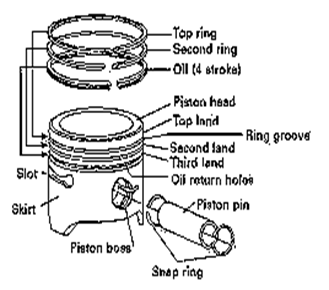 Top ring
Second ring
Oil (4 stroke)
Piston head
Top land
Ring groove
Second land
Third land
Slot
Oil return holes
Skirt
Piston pin
Piston boss
Snap ring